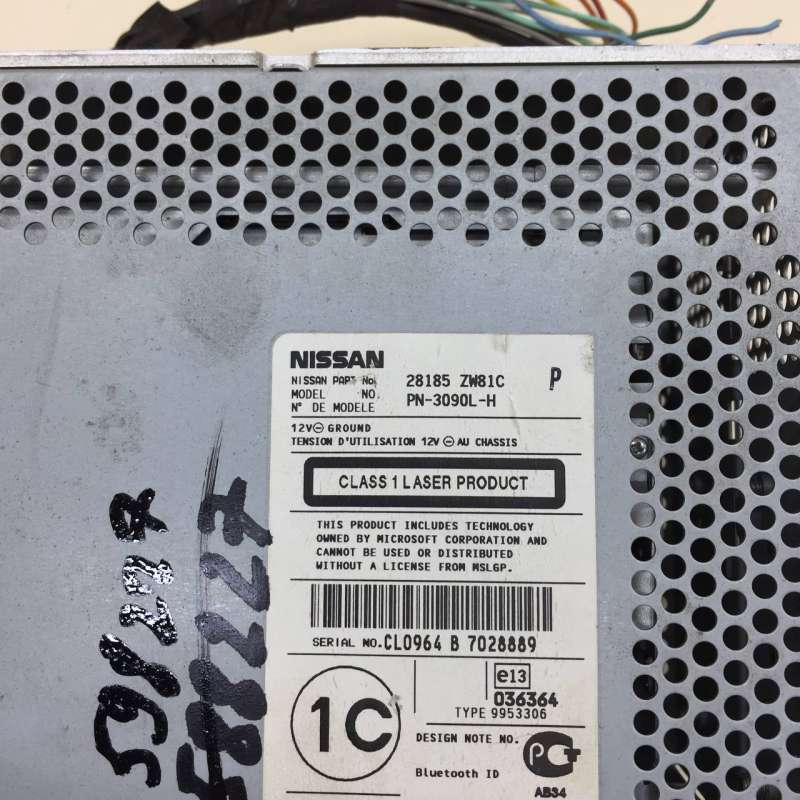 NISSAN
NISSAN PART No. 28185 ZW81C P
MODEL NO. PN-3090L-H
N° DE MODELE
12V⊖ GROUND
TENSION D'UTILISATION 12V ⊖ AU CHASSIS
CLASS 1 LASER PRODUCT
THIS PRODUCT INCLUDES TECHNOLOGY
OWNED BY MICROSOFT CORPORATION AND
CANNOT BE USED OR DISTRIBUTED
WITHOUT A LICENSE FROM MSLGP.
SERIAL NO. CL0964 B 7028889
1C
e13
036364
TYPE 9953306
DESIGN NOTE NO.
Bluetooth ID
АВ34
588227